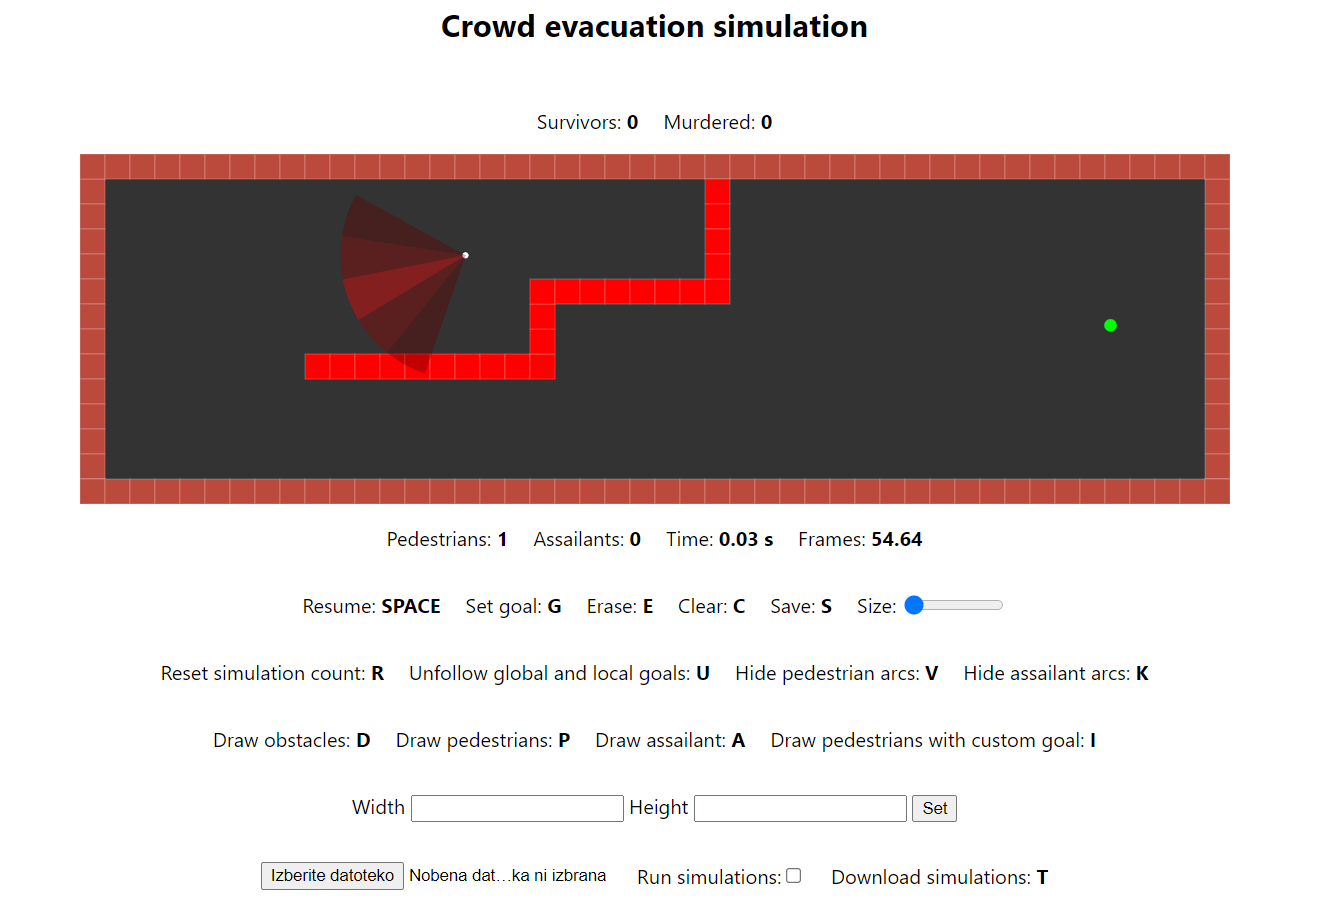 Crowd evacuation simulation
Survivors: 0 Murdered: 0
Pedestrians: 1 Assailants: 0 Time: 0.03 s Frames: 54.64
Resume: SPACE Set goal: G Erase: E Clear: C Save: S Size:
Reset simulation count: R Unfollow global and local goals: U Hide pedestrian arcs: V Hide assailant arcs: K
Draw obstacles: D Draw pedestrians: P Draw assailant: A Draw pedestrians with custom goal: I
Width Height Set
Izberite datoteko Nobena dat…ka ni izbrana Run simulations: Download simulations: T